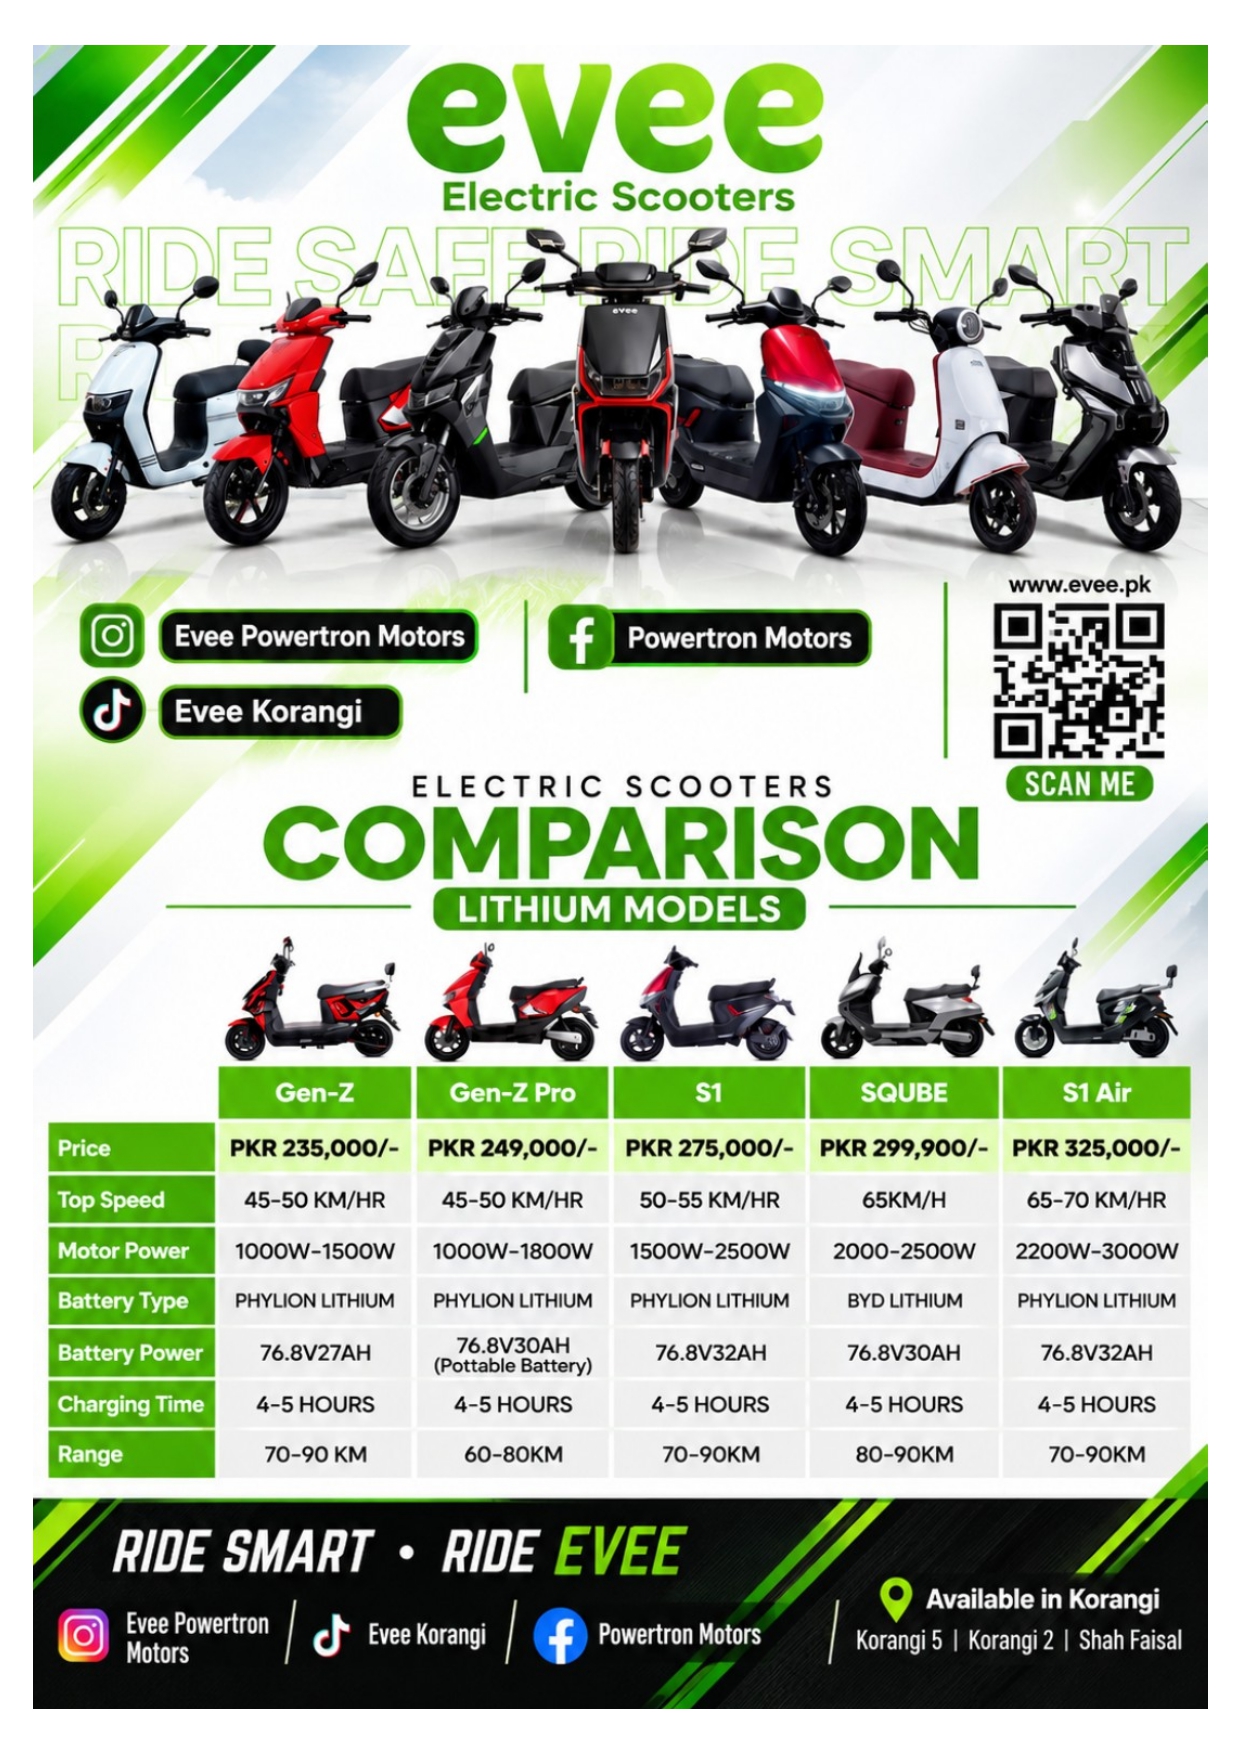 evee
Electric Scooters
RIDE SAFE RIDE SMART
evee
www.evee.pk
Evee Powertron Motors
Powertron Motors
Evee Korangi
SCAN ME
ELECTRIC SCOOTERS
COMPARISON
LITHIUM MODELS
Gen-Z Gen-Z Pro S1 SQUBE S1 Air
Price PKR 235,000/- PKR 249,000/- PKR 275,000/- PKR 299,900/- PKR 325,000/-
Top Speed 45-50 KM/HR 45-50 KM/HR 50-55 KM/HR 65KM/H 65-70 KM/HR
Motor Power 1000W-1500W 1000W-1800W 1500W-2500W 2000-2500W 2200W-3000W
Battery Type PHYLION LITHIUM PHYLION LITHIUM PHYLION LITHIUM BYD LITHIUM PHYLION LITHIUM
Battery Power 76.8V27AH 76.8V30AH (Pottable Battery) 76.8V32AH 76.8V30AH 76.8V32AH
Charging Time 4-5 HOURS 4-5 HOURS 4-5 HOURS 4-5 HOURS 4-5 HOURS
Range 70-90 KM 60-80KM 70-90KM 80-90KM 70-90KM
RIDE SMART • RIDE EVEE
Evee Powertron
Motors
Evee Korangi
Powertron Motors
Available in Korangi
Korangi 5 | Korangi 2 | Shah Faisal